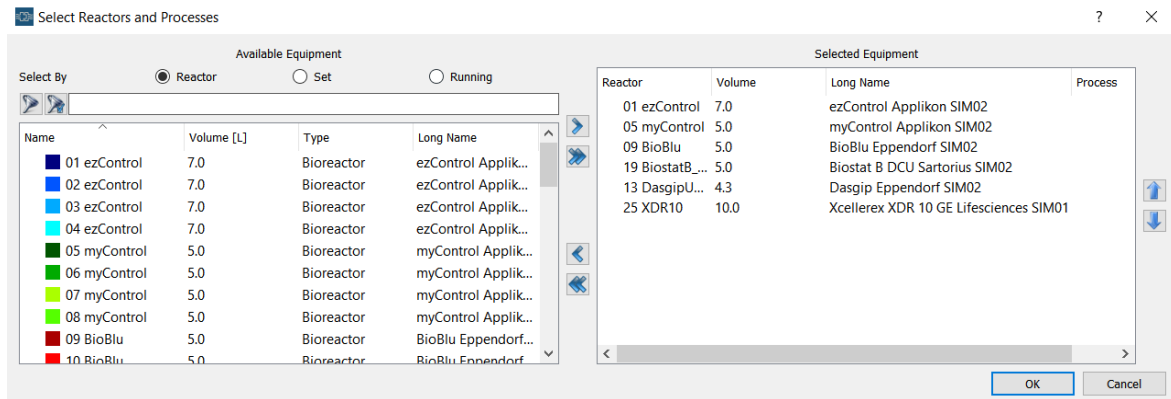 Select Reactors and Processes
? ×
Available Equipment
Select By Reactor Set Running
Name Volume [L] Type Long Name
01 ezControl 7.0 Bioreactor ezControl Applik...
02 ezControl 7.0 Bioreactor ezControl Applik...
03 ezControl 7.0 Bioreactor ezControl Applik...
04 ezControl 7.0 Bioreactor ezControl Applik...
05 myControl 5.0 Bioreactor myControl Applik...
06 myControl 5.0 Bioreactor myControl Applik...
07 myControl 5.0 Bioreactor myControl Applik...
08 myControl 5.0 Bioreactor myControl Applik...
09 BioBlu 5.0 Bioreactor BioBlu Eppendorf...
10 BioBlu 5.0 Bioreactor BioBlu Eppendorf
Selected Equipment
Reactor Volume Long Name Process
01 ezControl 7.0 ezControl Applikon SIM02
05 myControl 5.0 myControl Applikon SIM02
09 BioBlu 5.0 BioBlu Eppendorf SIM02
19 BiostatB_... 5.0 Biostat B DCU Sartorius SIM02
13 DasgipU... 4.3 Dasgip Eppendorf SIM02
25 XDR10 10.0 Xcellerex XDR 10 GE Lifesciences SIM01
OK Cancel